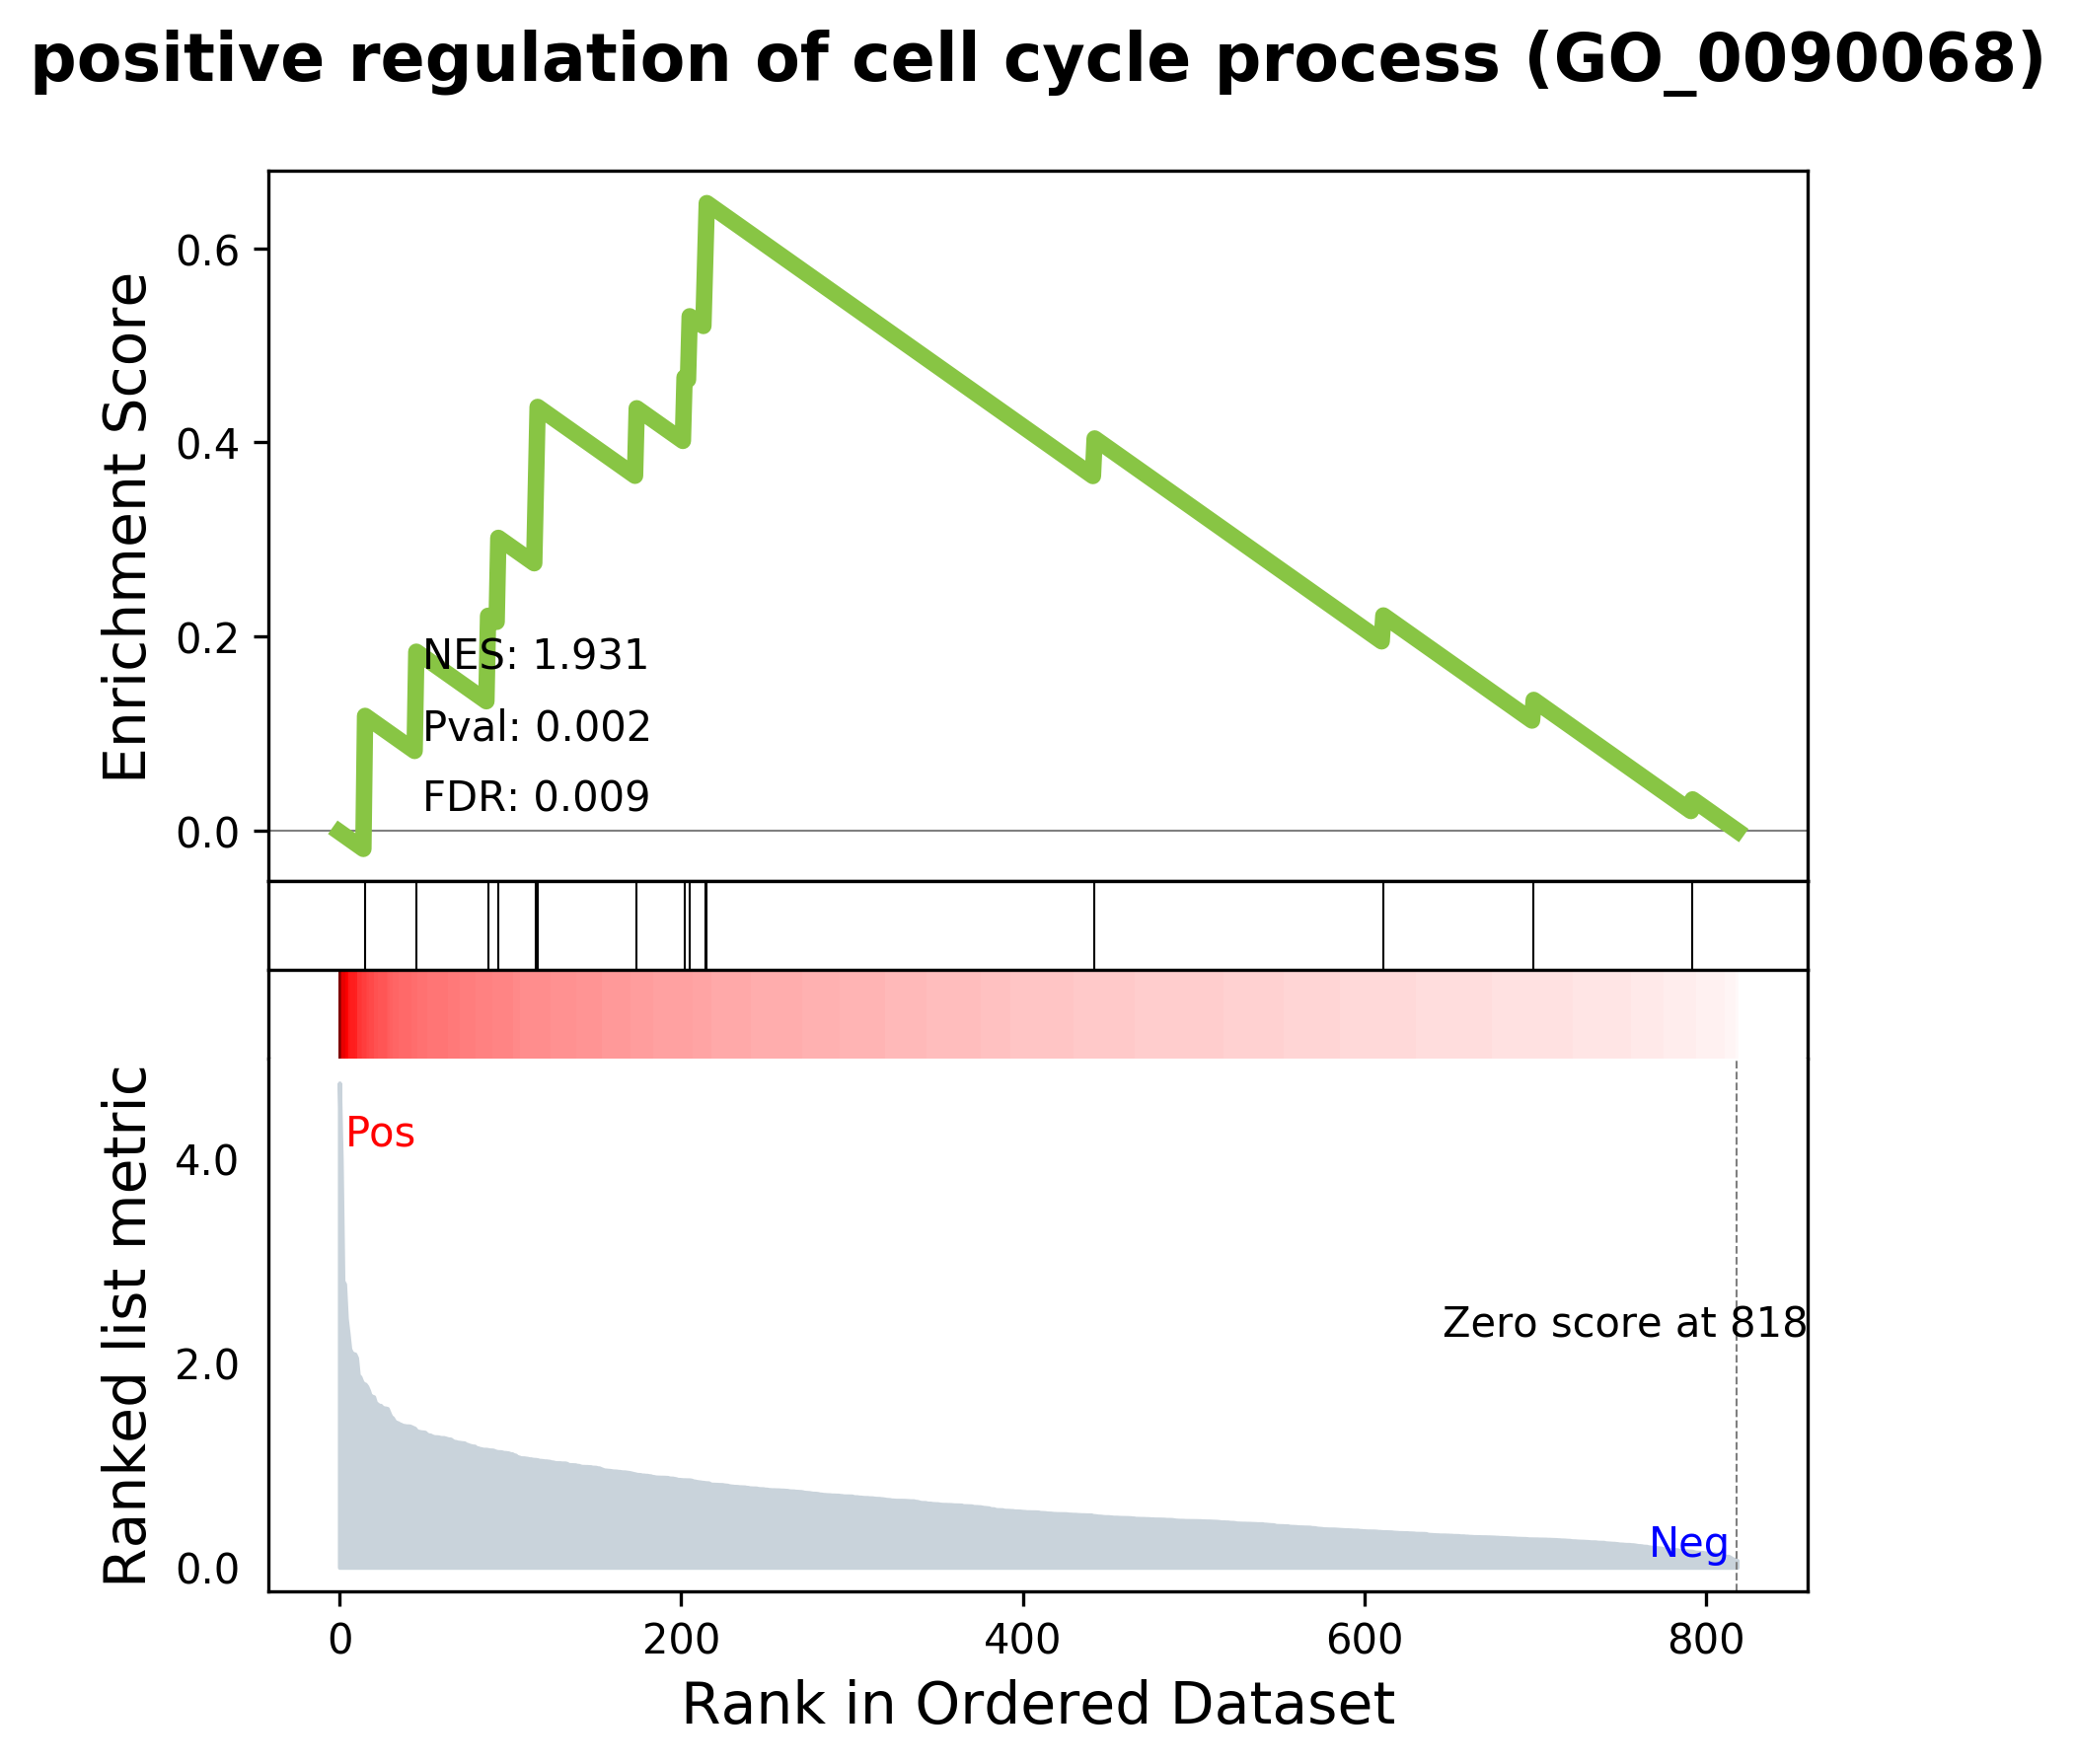 positive regulation of cell cycle process (GO_0090068)
Enrichment Score
0.6
0.4
0.2
0.0
NES: 1.931
Pval: 0.002
FDR: 0.009
Ranked list metric
4.0
2.0
0.0
Pos
Zero score at 818
Neg
0 200 400 600 800
Rank in Ordered Dataset